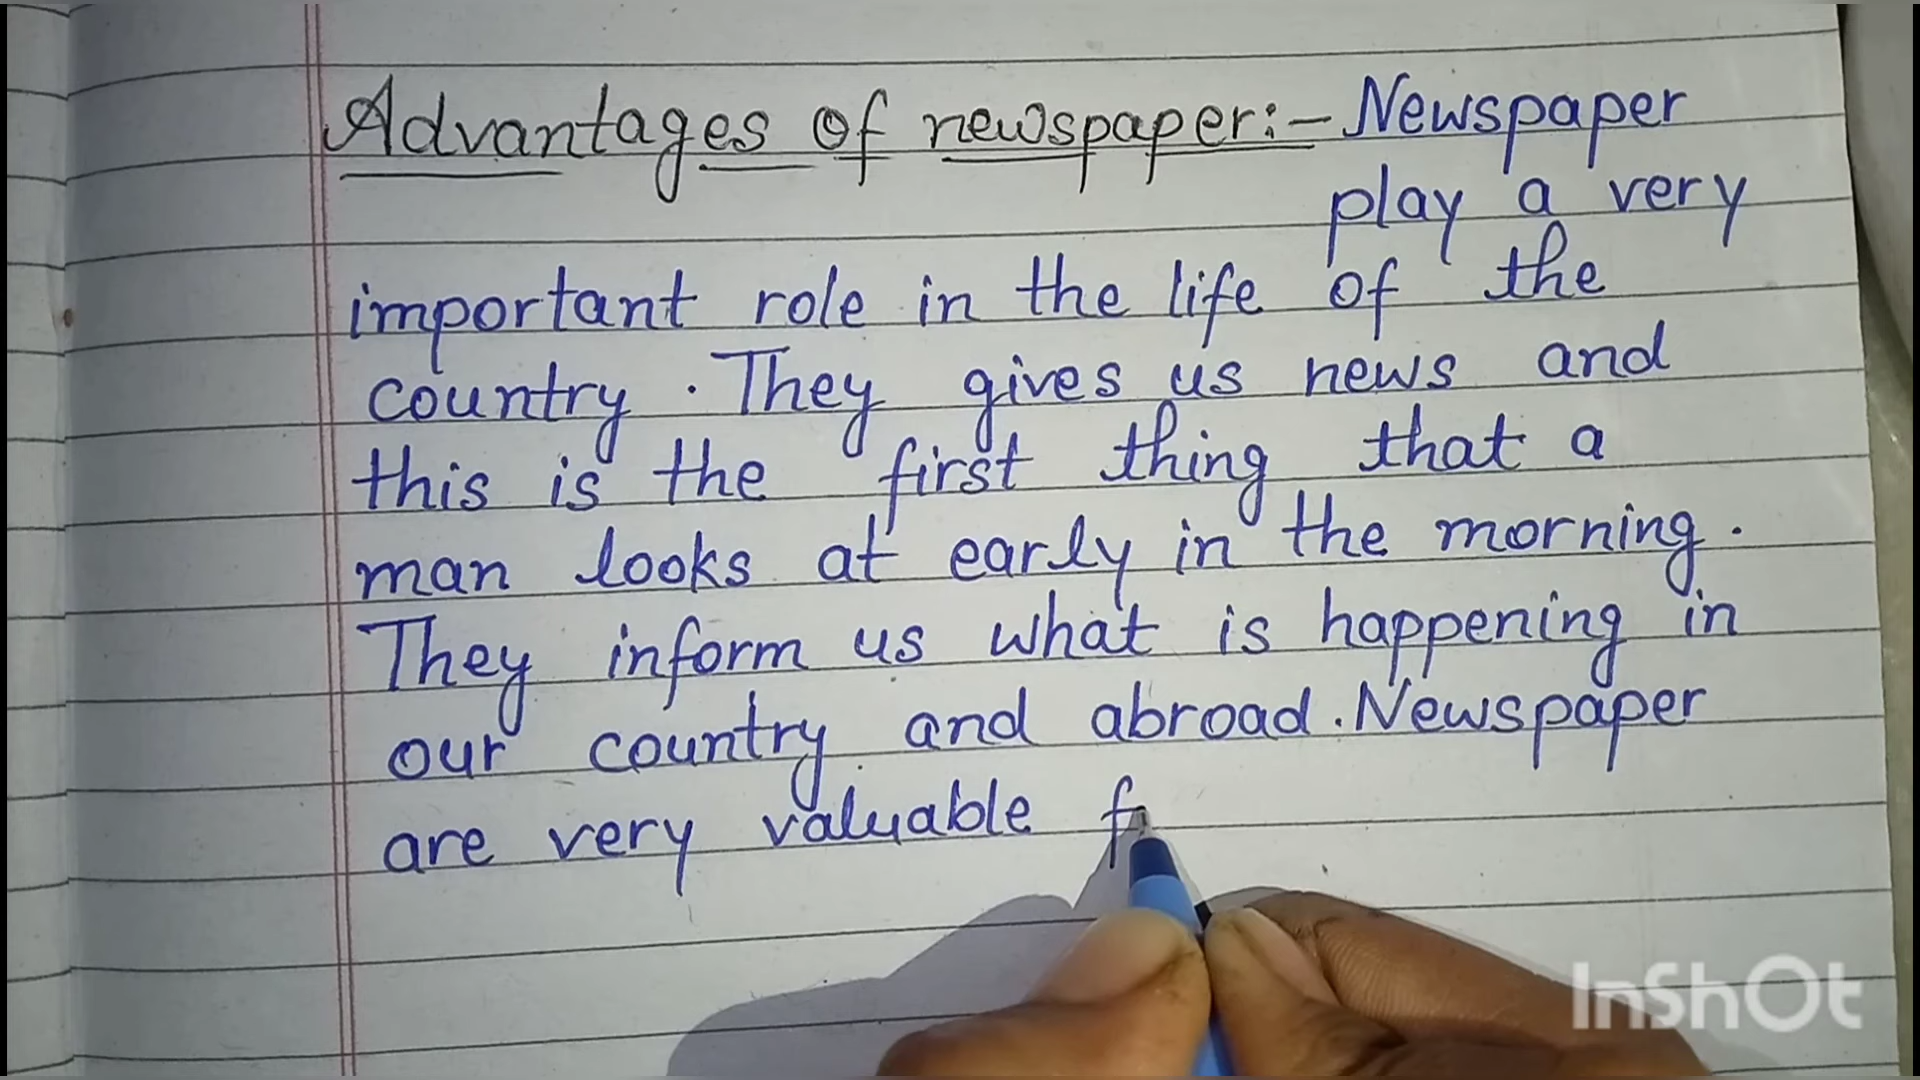 Advantages of newspaper:- Newspaper
play a very
important role in the life of the
country. They gives us news and
this is the first thing that a
man looks at early in the morning.
They inform us what is happening in
our country and abroad. Newspaper
are very valuable
InShOt